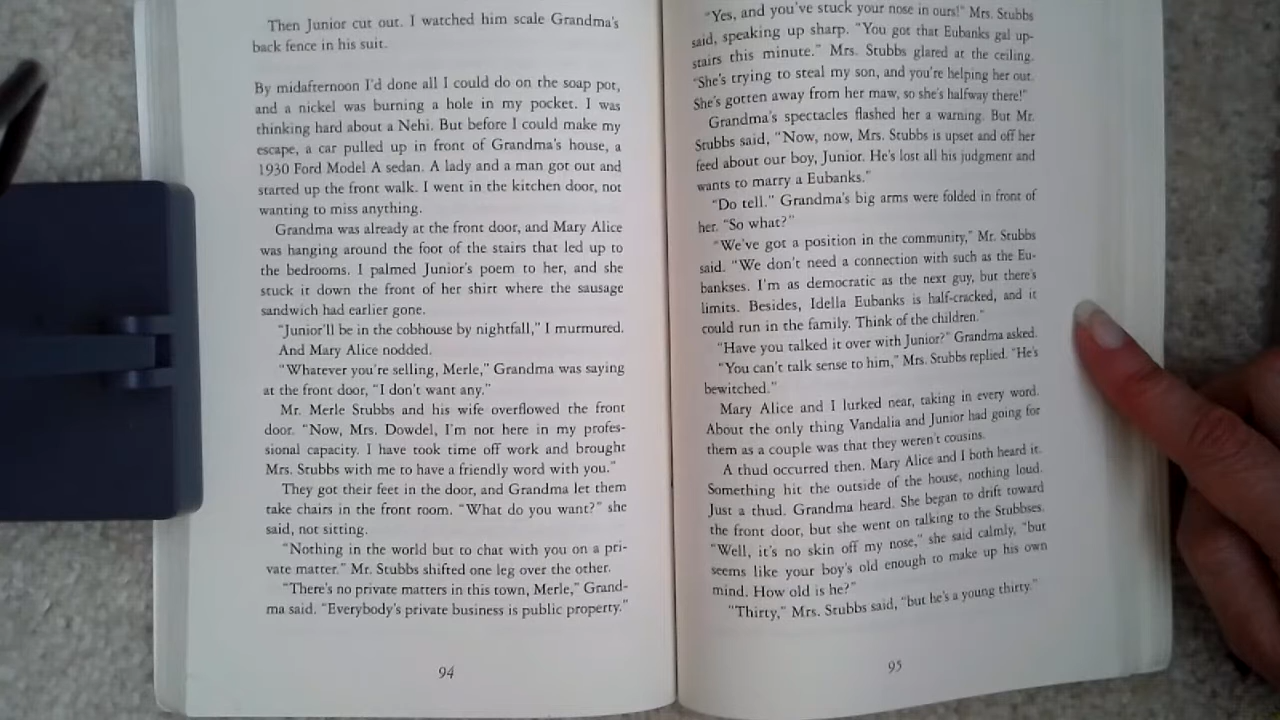 Then Junior cut out. I watched him scale Grandma's
back fence in his suit.
By midafternoon I'd done all I could do on the soap pot,
and a nickel was burning a hole in my pocket. I was
thinking hard about a Nehi. But before I could make my
escape, a car pulled up in front of Grandma's house, a
1930 Ford Model A sedan. A lady and a man got out and
started up the front walk. I went in the kitchen door, not
wanting to miss anything.
Grandma was already at the front door, and Mary Alice
was hanging around the foot of the stairs that led up to
the bedrooms. I palmed Junior's poem to her, and she
stuck it down the front of her shirt where the sausage
sandwich had earlier gone.
"Junior'll be in the cobhouse by nightfall," I murmured.
And Mary Alice nodded.
"Whatever you're selling, Merle," Grandma was saying
at the front door, "I don't want any."
Mr. Merle Stubbs and his wife overflowed the front
door. "Now, Mrs. Dowdel, I'm not here in my profes-
sional capacity. I have took time off work and brought
Mrs. Stubbs with me to have a friendly word with you."
They got their feet in the door, and Grandma let them
take chairs in the front room. "What do you want?" she
said, not sitting.
"Nothing in the world but to chat with you on a pri-
vate matter." Mr. Stubbs shifted one leg over the other.
"There's no private matters in this town, Merle," Grand-
ma said. "Everybody's private business is public property."
94
"Yes, and you've stuck your nose in ours!" Mrs. Stubbs
said, speaking up sharp. "You got that Eubanks gal up-
stairs this minute." Mrs. Stubbs glared at the ceiling.
"She's trying to steal my son, and you're helping her out.
She's gotten away from her maw, so she's halfway there!"
Grandma's spectacles flashed her a warning. But Mr.
Stubbs said, "Now, now, Mrs. Stubbs is upset and off her
feed about our boy, Junior. He's lost all his judgment and
wants to marry a Eubanks."
"Do tell." Grandma's big arms were folded in front of
her. "So what?"
"We've got a position in the community," Mr. Stubbs
said. "We don't need a connection with such as the Eu-
bankses. I'm as democratic as the next guy, but there's
limits. Besides, Idella Eubanks is half-cracked, and it
could run in the family. Think of the children."
"Have you talked it over with Junior?" Grandma asked.
"You can't talk sense to him," Mrs. Stubbs replied. "He's
bewitched."
Mary Alice and I lurked near, taking in every word.
About the only thing Vandalia and Junior had going for
them as a couple was that they weren't cousins.
A thud occurred then. Mary Alice and I both heard it.
Something hit the outside of the house, nothing loud.
Just a thud. Grandma heard. She began to drift toward
the front door, but she went on talking to the Stubbses.
"Well, it's no skin off my nose," she said calmly, "but
seems like your boy's old enough to make up his own
mind. How old is he?"
"Thirty," Mrs. Stubbs said, "but he's a young thirty."
95